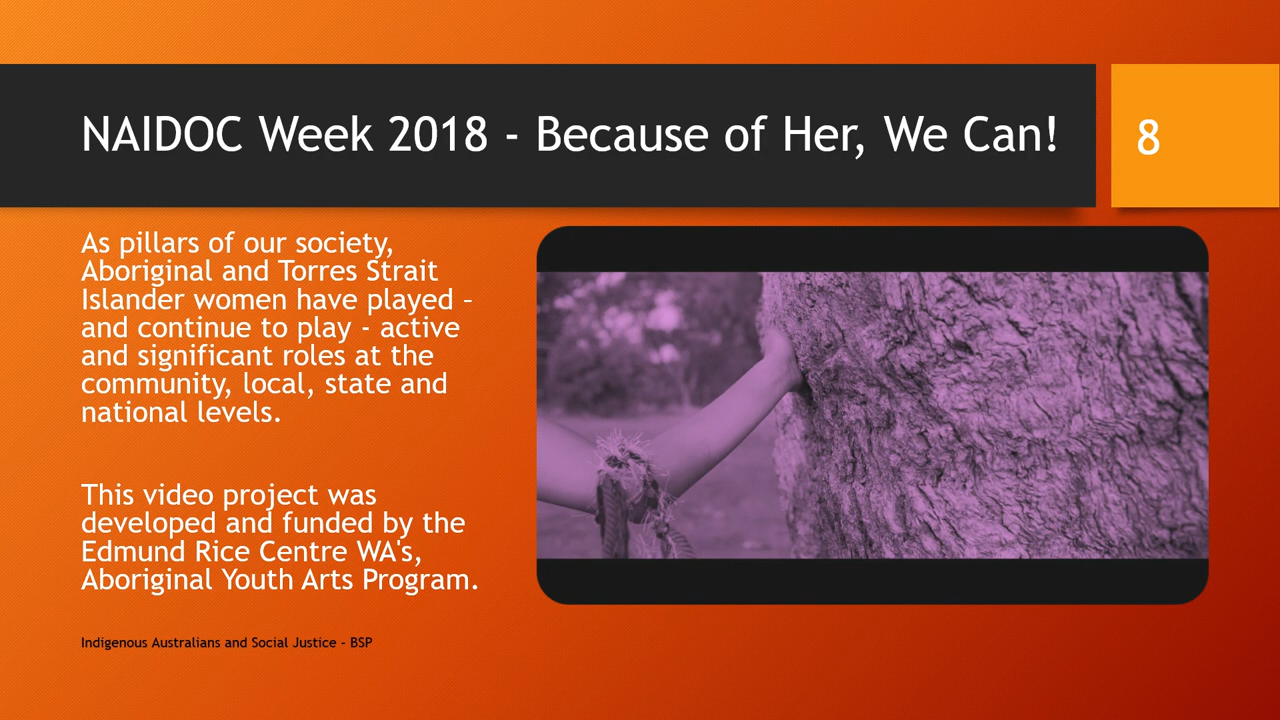 NAIDOC Week 2018 - Because of Her, We Can!
8
As pillars of our society,
Aboriginal and Torres Strait
Islander women have played –
and continue to play - active
and significant roles at the
community, local, state and
national levels.
This video project was
developed and funded by the
Edmund Rice Centre WA's,
Aboriginal Youth Arts Program.
Indigenous Australians and Social Justice - BSP